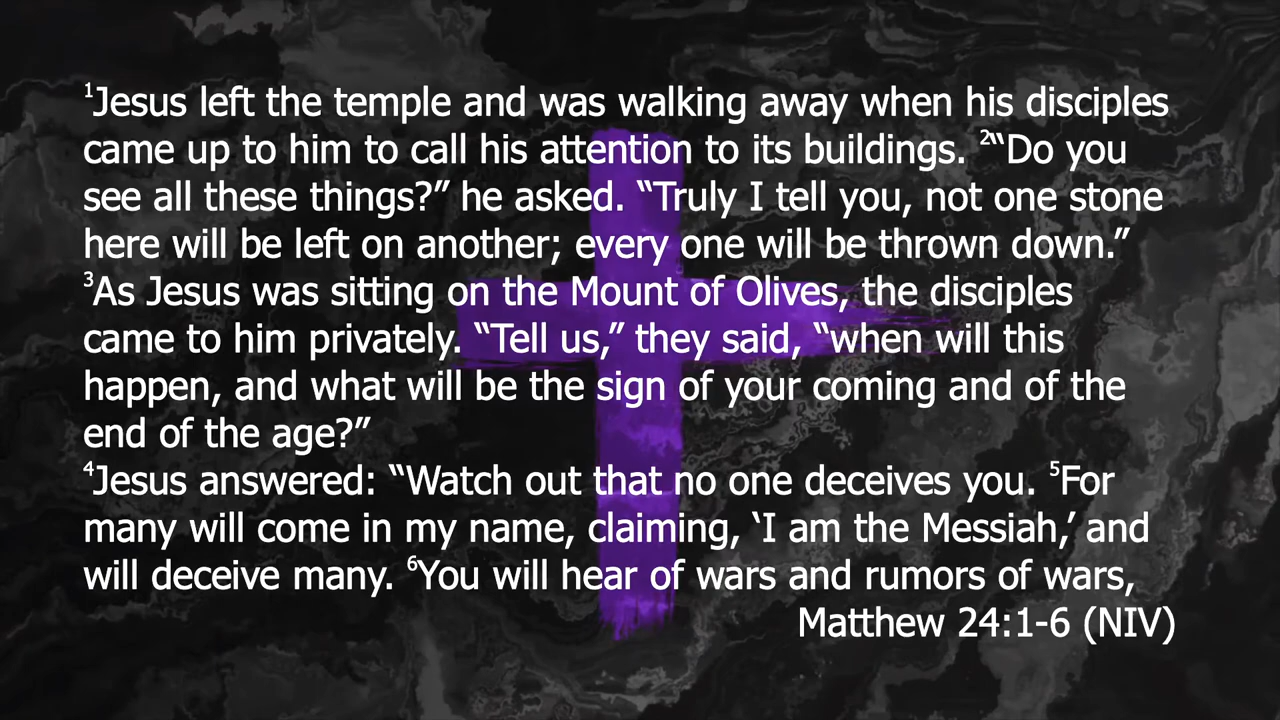 ¹Jesus left the temple and was walking away when his disciples
came up to him to call his attention to its buildings. ²“Do you
see all these things?” he asked. “Truly I tell you, not one stone
here will be left on another; every one will be thrown down.”
³As Jesus was sitting on the Mount of Olives, the disciples
came to him privately. “Tell us,” they said, “when will this
happen, and what will be the sign of your coming and of the
end of the age?”
⁴Jesus answered: “Watch out that no one deceives you. ⁵For
many will come in my name, claiming, ‘I am the Messiah,’ and
will deceive many. ⁶You will hear of wars and rumors of wars,
Matthew 24:1-6 (NIV)